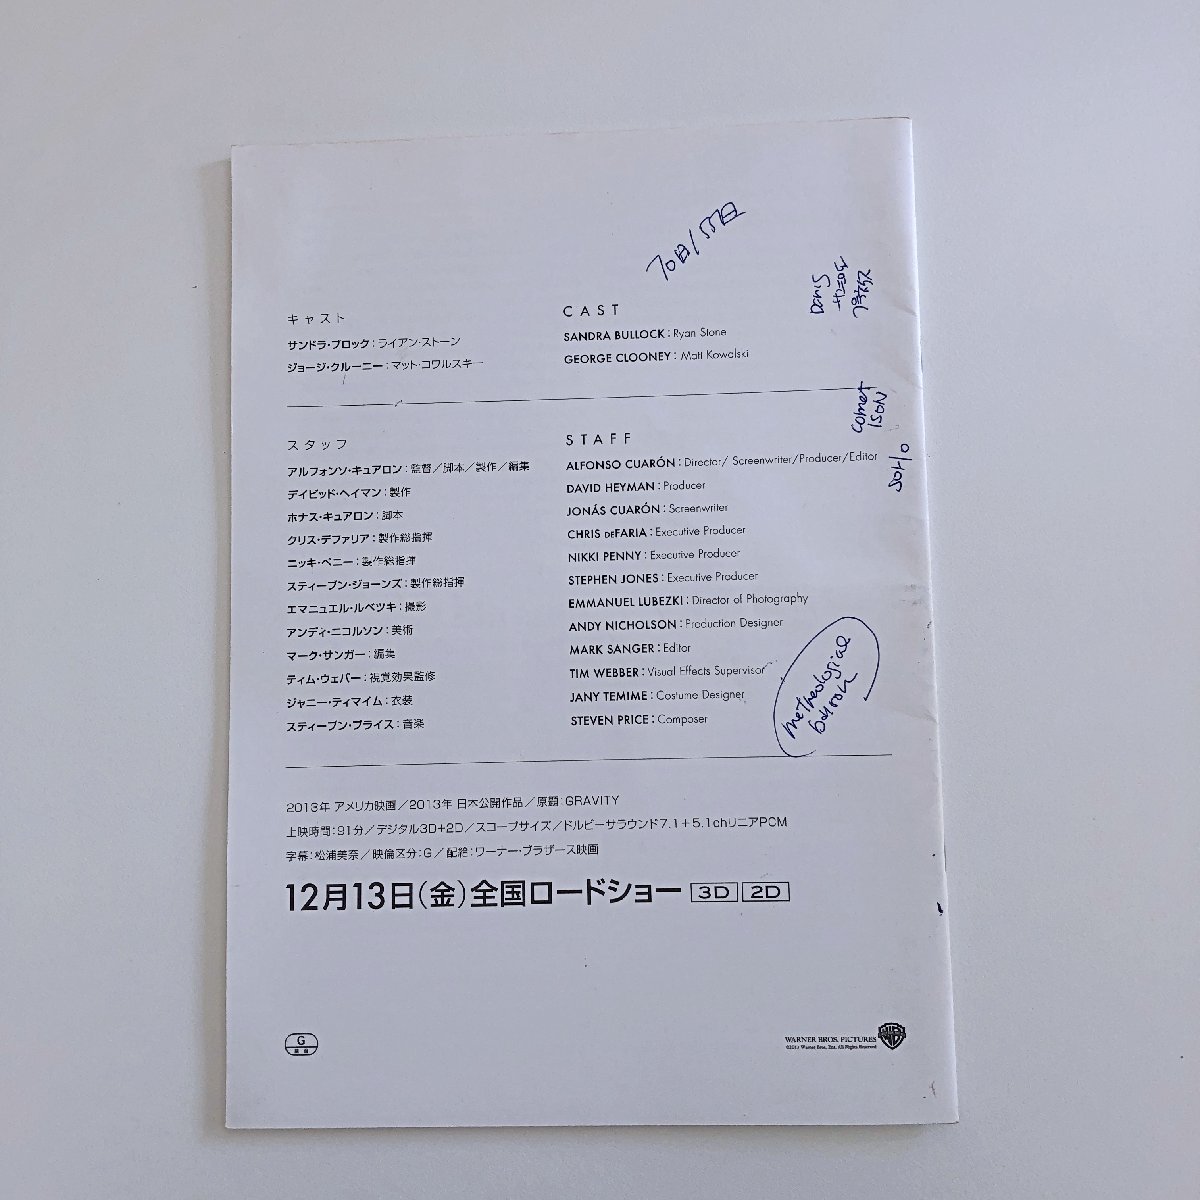 70日/557日
キャスト
サンドラ・ブロック:ライアン・ストーン
ジョージ・クルーニー:マット・コワルスキー
CAST
SANDRA BULLOCK:Ryan Stone
GEORGE CLOONEY:Matt Kowalski
スタッフ
アルフォンソ・キュアロン:監督/脚本/製作/編集
デイビッド・ヘイマン:製作
ホナス・キュアロン:脚本
クリス・デファリア:製作総指揮
ニッキ・ペニー:製作総指揮
スティーブン・ジョーンズ:製作総指揮
エマニュエル・ルベツキ:撮影
アンディ・ニコルソン:美術
マーク・サンガー:編集
ティム・ウェバー:視覚効果監修
ジャニー・ティマイム:衣装
スティーブン・プライス:音楽
STAFF
ALFONSO CUARÓN:Director/ Screenwriter/Producer/Editor
DAVID HEYMAN:Producer
JONÁS CUARÓN:Screenwriter
CHRIS DEFARIA:Executive Producer
NIKKI PENNY:Executive Producer
STEPHEN JONES:Executive Producer
EMMANUEL LUBEZKI:Director of Photography
ANDY NICHOLSON:Production Designer
MARK SANGER:Editor
TIM WEBBER:Visual Effects Supervisor
JANY TEMIME:Costume Designer
STEVEN PRICE:Composer
comet
ISON
2013年 アメリカ映画/2013年 日本公開作品/原題:GRAVITY
上映時間:91分/デジタル3D+2D/スコープサイズ/ドルビーサラウンド7.1+5.1chリニアPCM
字幕:松浦美奈/映倫区分:G/配給:ワーナー・ブラザース映画
12月13日(金)全国ロードショー 3D 2D
G
WARNER BROS. PICTURES
©2013 Warner Bros. Ent. All Rights Reserved
WB